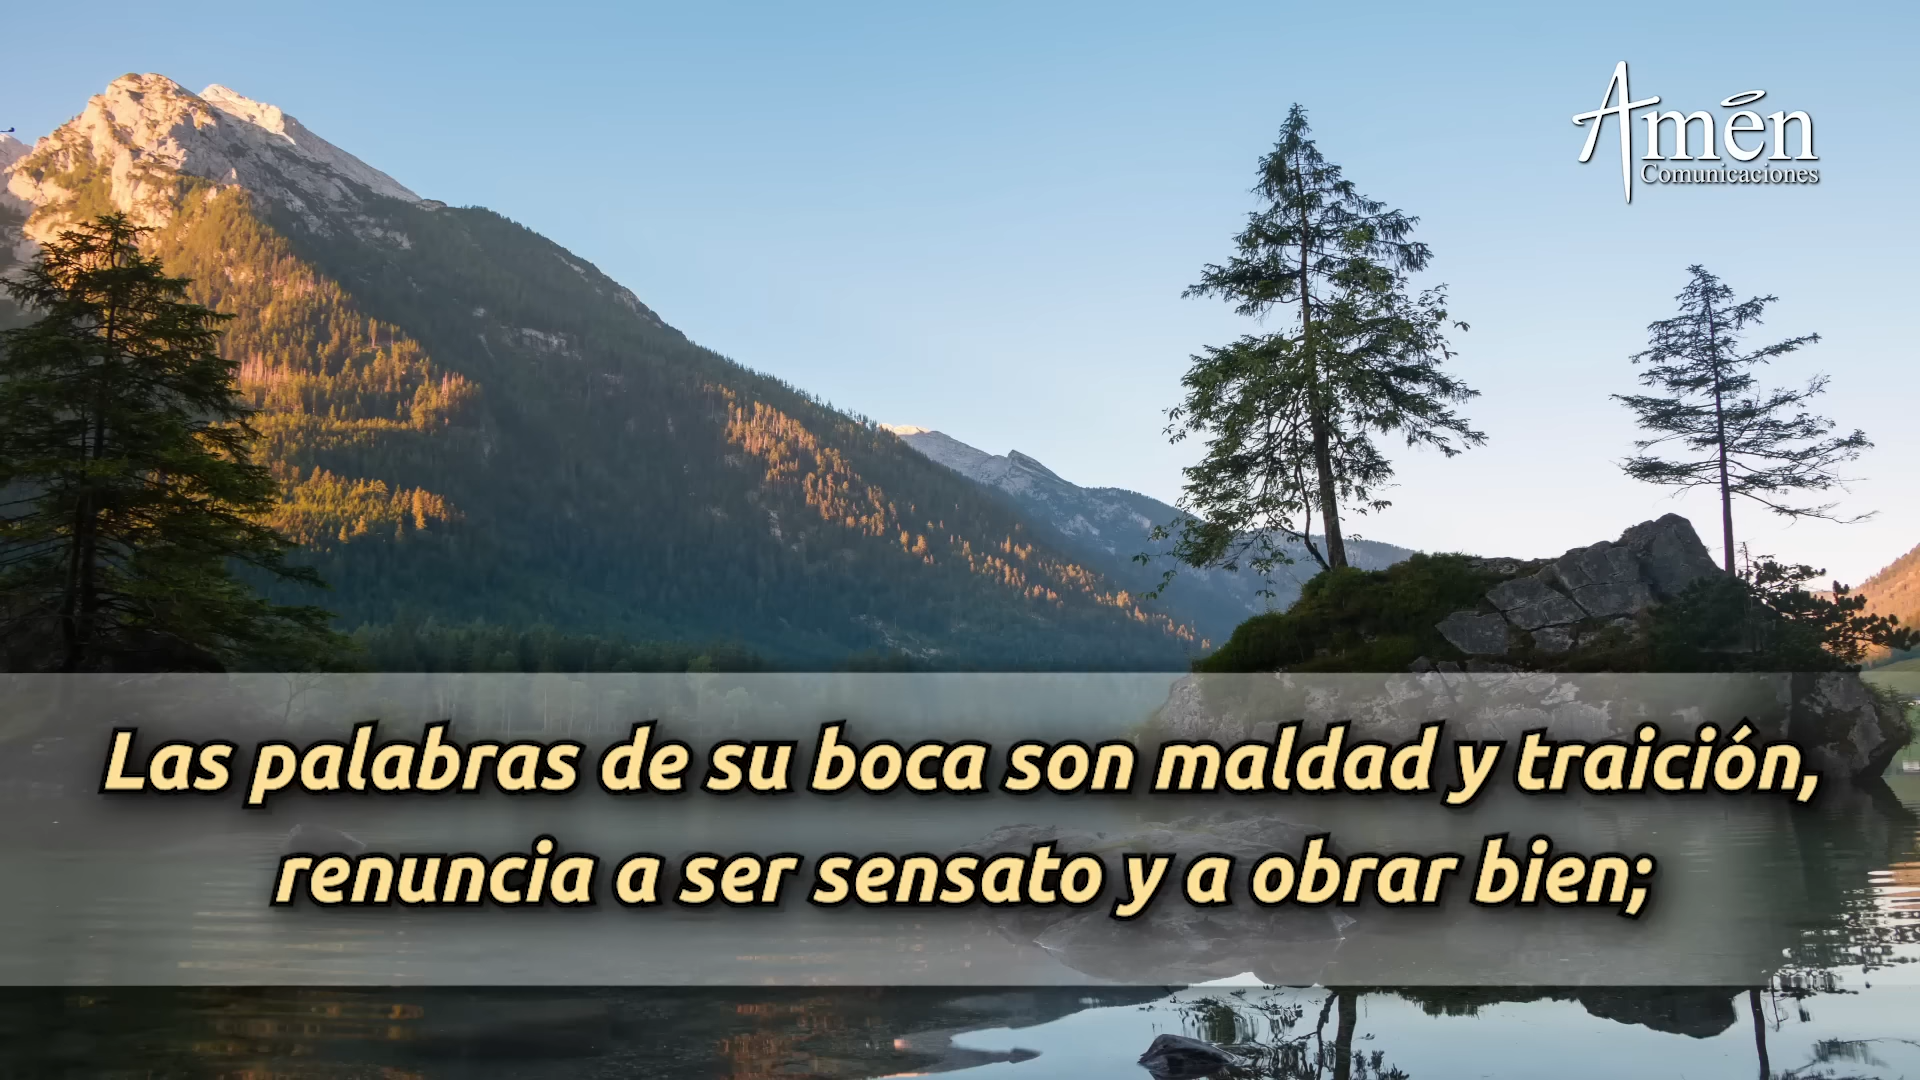 Amén
Comunicaciones
Las palabras de su boca son maldad y traición,
renuncia a ser sensato y a obrar bien;